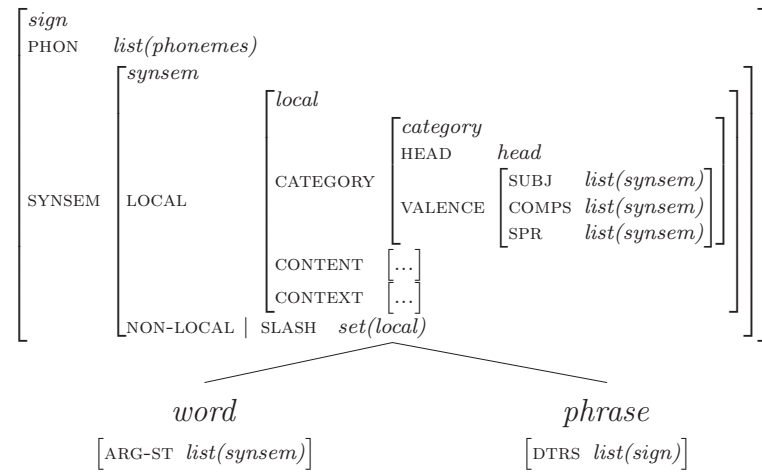 sign
PHON list(phonemes)
synsem
local
category
HEAD head
CATEGORY
SUBJ list(synsem)
SYNSEM LOCAL VALENCE COMPS list(synsem)
SPR list(synsem)
CONTENT [...]
CONTEXT [...]
NON-LOCAL | SLASH set(local)
word phrase
[ARG-ST list(synsem)] [DTRS list(sign)]